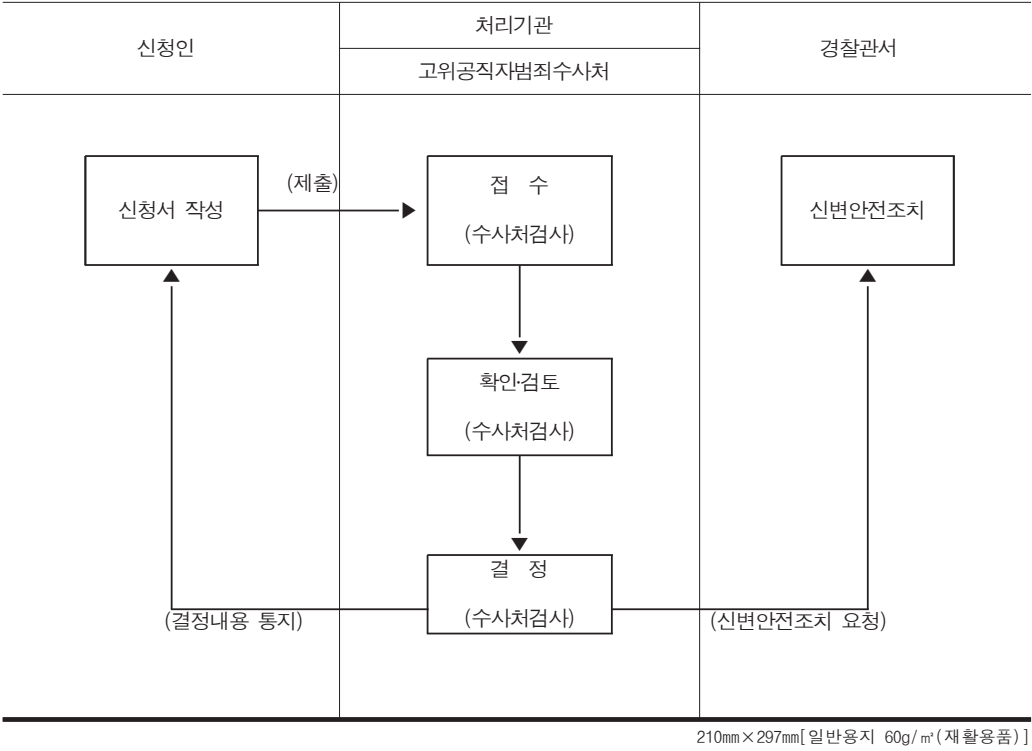 신청인
처리기관
고위공직자범죄수사처
경찰관서
신청서 작성
(제출)
접 수
(수사처검사)
신변안전조치
확인·검토
(수사처검사)
결 정
(수사처검사)
(결정내용 통지)
(신변안전조치 요청)
210㎜×297㎜[일반용지 60g/㎡(재활용품)]